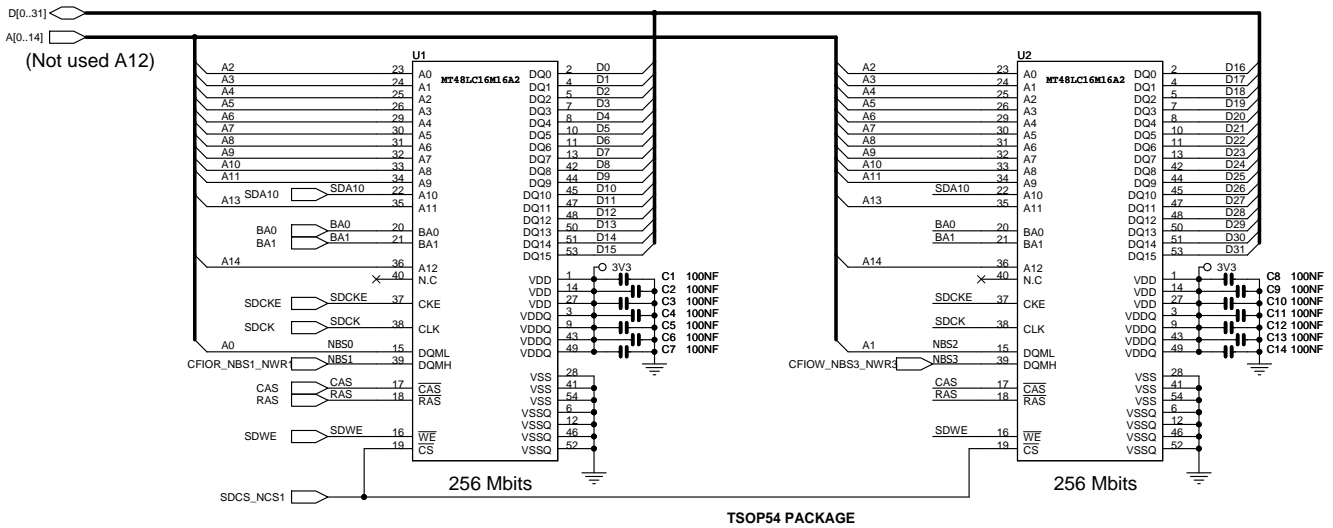 D[0..31]
A[0..14]
(Not used A12)
U1
MT48LC16M16A2
A2 23 A0 DQ0 2 D0
A3 24 A1 DQ1 4 D1
A4 25 A2 DQ2 5 D2
A5 26 A3 DQ3 7 D3
A6 29 A4 DQ4 8 D4
A7 30 A5 DQ5 10 D5
A8 31 A6 DQ6 11 D6
A9 32 A7 DQ7 13 D7
A10 33 A8 DQ8 42 D8
A11 34 A9 DQ9 44 D9
SDA10 SDA10 22 A10 DQ10 45 D10
A13 35 A11 DQ11 47 D11
DQ12 48 D12
BA0 BA0 20 BA0 DQ13 50 D13
BA1 BA1 21 BA1 DQ14 51 D14
DQ15 53 D15
A14 36 A12
40 N.C VDD 1 3V3 C1 100NF
VDD 14 C2 100NF
SDCKE SDCKE 37 CKE VDD 27 C3 100NF
VDDQ 3 C4 100NF
SDCK SDCK 38 CLK VDDQ 9 C5 100NF
VDDQ 43 C6 100NF
A0 NBS0 15 DQML VDDQ 49 C7 100NF
CFIOR_NBS1_NWR1 NBS1 39 DQMH
VSS 28
CAS CAS 17 CAS VSS 41
RAS RAS 18 RAS VSS 54
VSSQ 6
VSSQ 12
SDWE SDWE 16 WE VSSQ 46
19 CS VSSQ 52
256 Mbits
SDCS_NCS1
U2
MT48LC16M16A2
A2 23 A0 DQ0 2 D16
A3 24 A1 DQ1 4 D17
A4 25 A2 DQ2 5 D18
A5 26 A3 DQ3 7 D19
A6 29 A4 DQ4 8 D20
A7 30 A5 DQ5 10 D21
A8 31 A6 DQ6 11 D22
A9 32 A7 DQ7 13 D23
A10 33 A8 DQ8 42 D24
A11 34 A9 DQ9 44 D25
SDA10 22 A10 DQ10 45 D26
A13 35 A11 DQ11 47 D27
DQ12 48 D28
BA0 20 BA0 DQ13 50 D29
BA1 21 BA1 DQ14 51 D30
DQ15 53 D31
A14 36 A12
40 N.C VDD 1 3V3 C8 100NF
VDD 14 C9 100NF
SDCKE 37 CKE VDD 27 C10 100NF
VDDQ 3 C11 100NF
SDCK 38 CLK VDDQ 9 C12 100NF
VDDQ 43 C13 100NF
A1 NBS2 15 DQML VDDQ 49 C14 100NF
CFIOW_NBS3_NWR3 NBS3 39 DQMH
VSS 28
CAS 17 CAS VSS 41
RAS 18 RAS VSS 54
VSSQ 6
VSSQ 12
SDWE 16 WE VSSQ 46
19 CS VSSQ 52
256 Mbits
TSOP54 PACKAGE